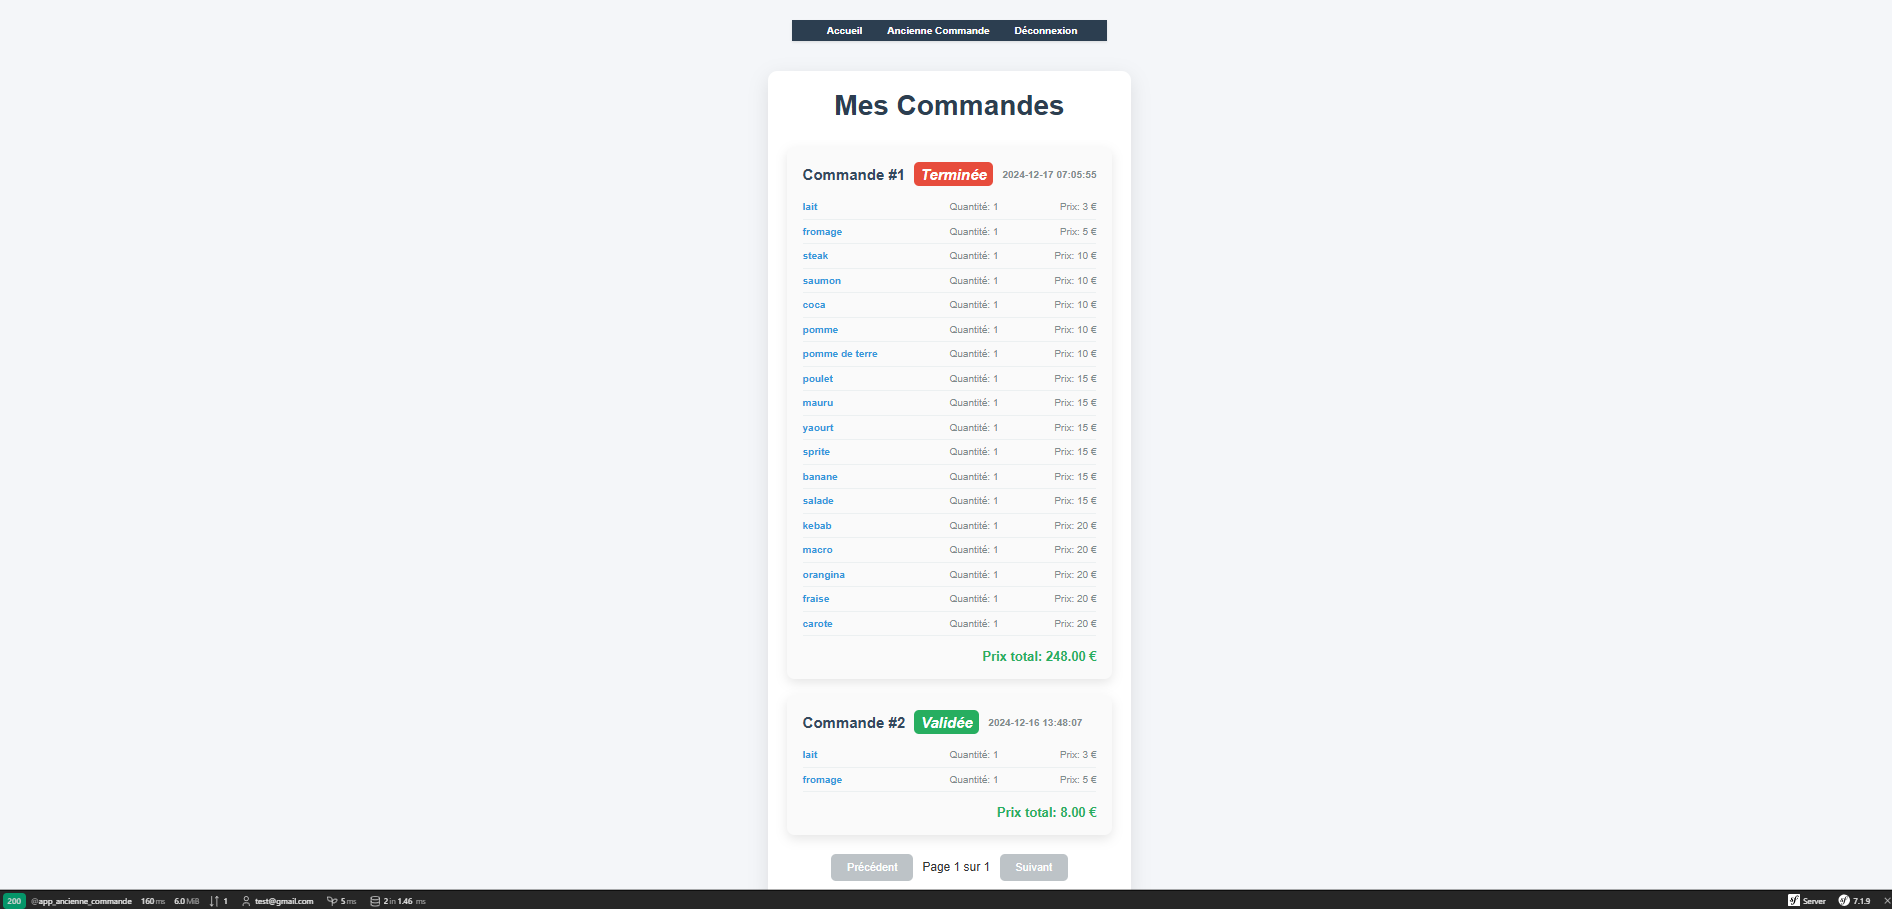 Accueil Ancienne Commande Déconnexion
Mes Commandes
Commande #1 Terminée 2024-12-17 07:05:55
lait Quantité: 1 Prix: 3 €
fromage Quantité: 1 Prix: 5 €
steak Quantité: 1 Prix: 10 €
saumon Quantité: 1 Prix: 10 €
coca Quantité: 1 Prix: 10 €
pomme Quantité: 1 Prix: 10 €
pomme de terre Quantité: 1 Prix: 10 €
poulet Quantité: 1 Prix: 15 €
mauru Quantité: 1 Prix: 15 €
yaourt Quantité: 1 Prix: 15 €
sprite Quantité: 1 Prix: 15 €
banane Quantité: 1 Prix: 15 €
salade Quantité: 1 Prix: 15 €
kebab Quantité: 1 Prix: 20 €
macro Quantité: 1 Prix: 20 €
orangina Quantité: 1 Prix: 20 €
fraise Quantité: 1 Prix: 20 €
carote Quantité: 1 Prix: 20 €
Prix total: 248.00 €
Commande #2 Validée 2024-12-16 13:48:07
lait Quantité: 1 Prix: 3 €
fromage Quantité: 1 Prix: 5 €
Prix total: 8.00 €
Précédent Page 1 sur 1 Suivant
200 @app_ancienne_commande 160 ms 6.0 MiB 1 test@gmail.com 5 ms 2 in 1.46 ms Server 7.1.9